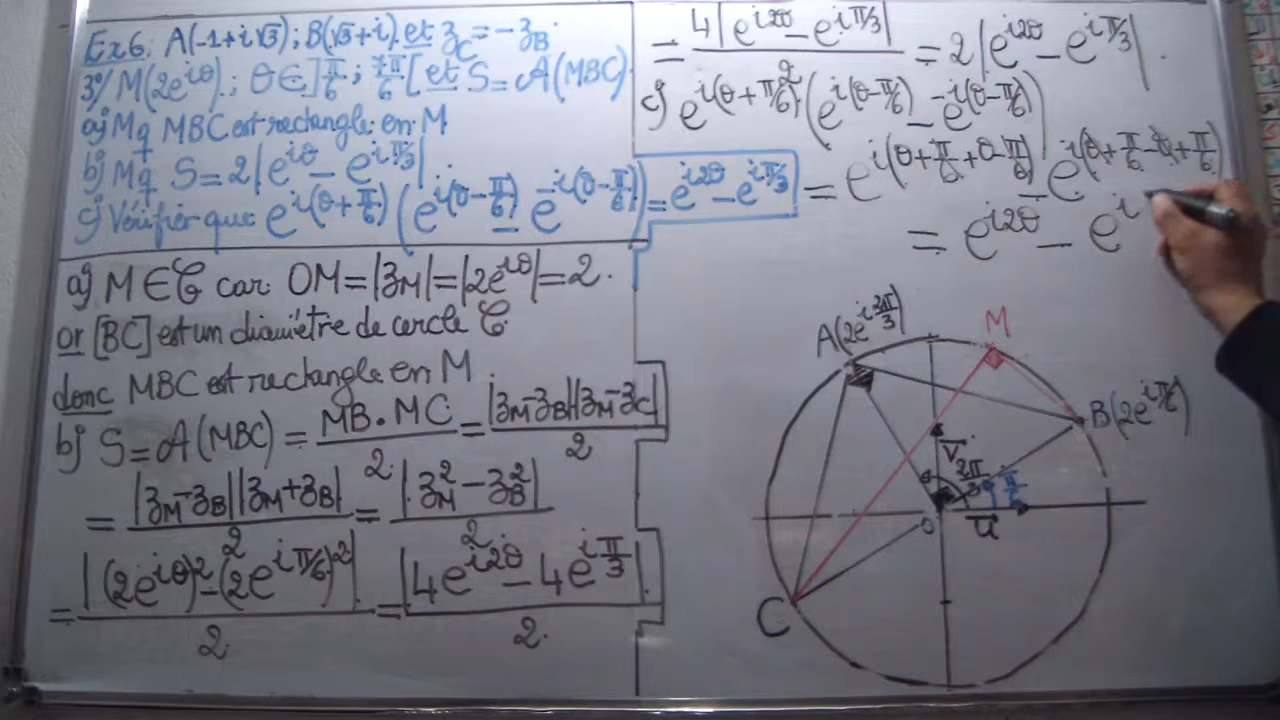 Ex6: A(-1+i√3); B(√3+i) et z_C = -z_B
3°/ M(2e^{iθ}); θ∈]π/6; 7π/6[ et S = A(MBC)
a) Mq MBC est rectangle en M
b) Mq S = 2|e^{iθ} - e^{iπ/3}|
c) Vérifier que e^{i(θ+π/6)}(e^{i(θ-π/6)} - e^{-i(θ-π/6)}) = e^{i2θ} - e^{iπ/3}
a) M∈𝒞 car OM = |z_M| = |2e^{iθ}| = 2.
or [BC] est un diamètre de cercle 𝒞
donc MBC est rectangle en M
b) S = A(MBC) = MB.MC/2 = |z_M-z_B||z_M-z_C|/2
= |z_M-z_B||z_M+z_B|/2 = |z_M² - z_B²|/2
= |(2e^{iθ})² - (2e^{iπ/6})²|/2 = |4e^{i2θ} - 4e^{iπ/3}|/2.
= 4|e^{i2θ} - e^{iπ/3}|/2 = 2|e^{i2θ} - e^{iπ/3}|.
c) e^{i(θ+π/6)}(e^{i(θ-π/6)} - e^{-i(θ-π/6)})
= e^{i(θ+π/6+θ-π/6)} - e^{i(θ+π/6-θ+π/6)}
= e^{i2θ} - e^{i
A(2e^{i2π/3})
M
B(2e^{iπ/6})
v
2π/3
π/6
O
u
C